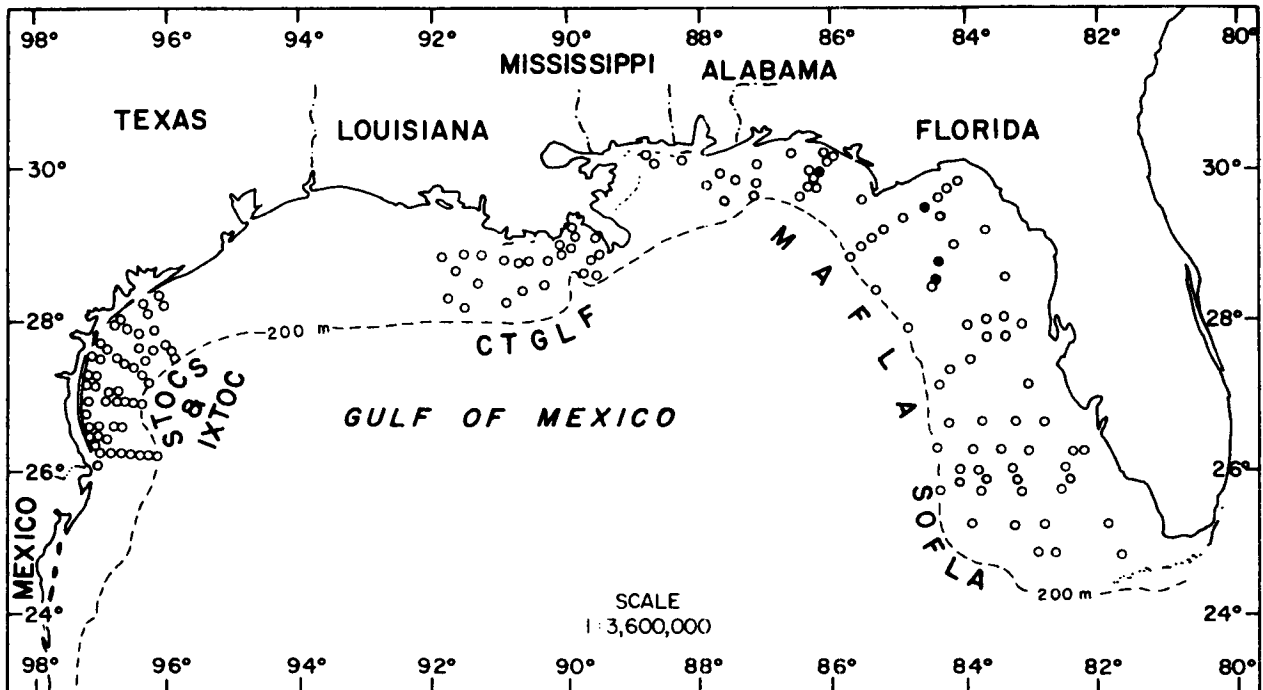 98° 96° 94° 92° 90° 88° 86° 84° 82° 80°
MISSISSIPPI
ALABAMA
TEXAS
LOUISIANA
FLORIDA
30° 30°
28° 28°
200 m
CTGLF
MAFLA
STOCS
&
IXTOC
GULF OF MEXICO
26° 26°
SOFLA
MEXICO
200 m
SCALE
1:3,600,000
24° 24°
98° 96° 94° 92° 90° 88° 86° 84° 82° 80°